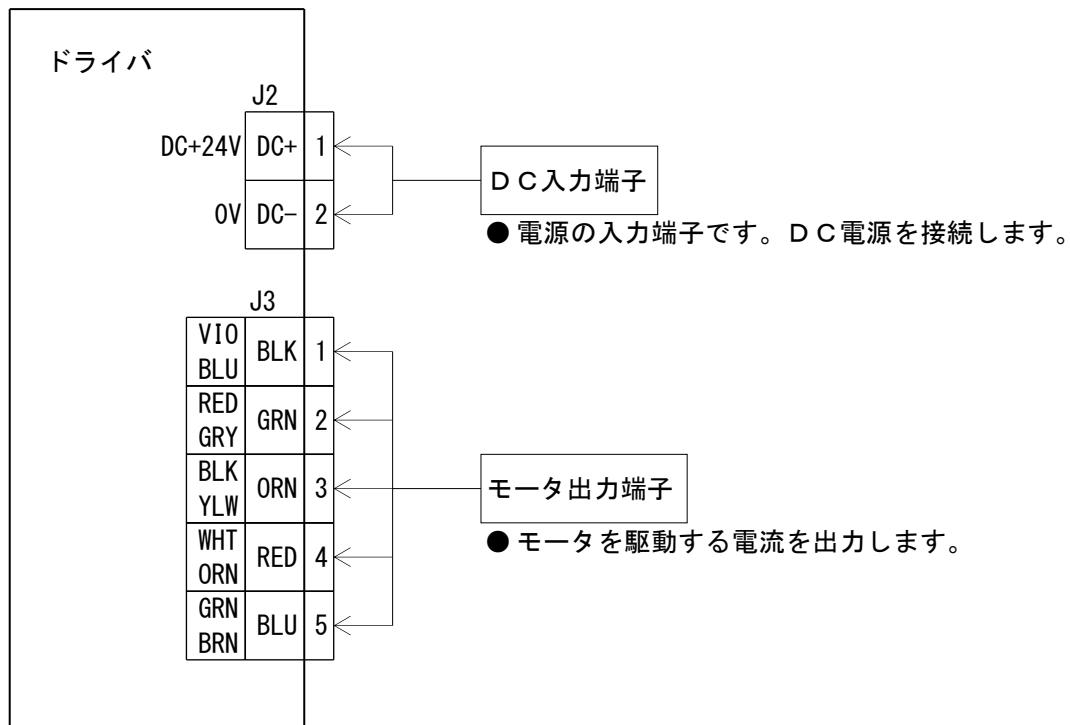 ドライバ
J2
DC+24V DC+ 1
0V DC- 2
DC入力端子
●電源の入力端子です。DC電源を接続します。
J3
VIO
BLU
BLK 1
RED
GRY
GRN 2
BLK
YLW
ORN 3
WHT
ORN
RED 4
GRN
BRN
BLU 5
モータ出力端子
●モータを駆動する電流を出力します。